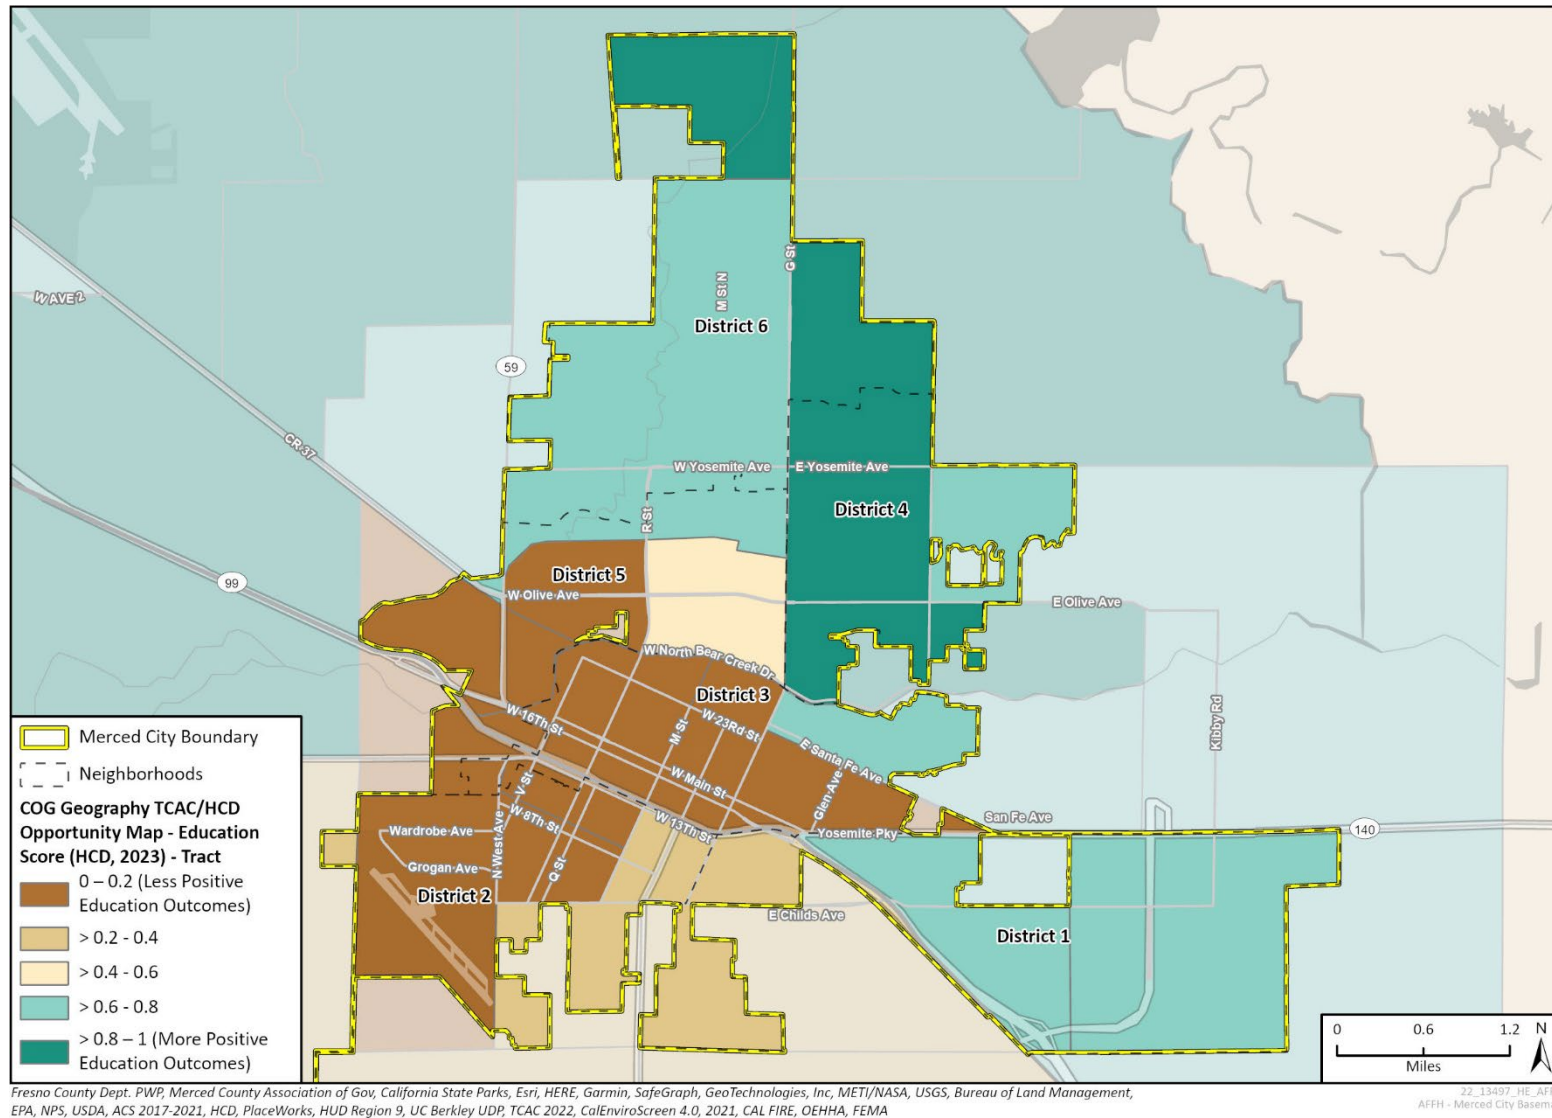 W AVE 2
59
G St
M St N
District 6
CR 37
W Yosemite Ave
E Yosemite Ave
R St
District 4
99
District 5
W Olive Ave
E Olive Ave
W North Bear Creek Dr
District 3
W 16Th St
M St
W 23Rd St
E Santa Fe Ave
Kibby Rd
W Main St
Glen Ave
V St
W 8Th St
W 13Th St
Yosemite Pky
San Fe Ave
140
Wardrobe Ave
N West Ave
Grogan Ave
Q St
District 2
E Childs Ave
District 1
Merced City Boundary
Neighborhoods
COG Geography TCAC/HCD
Opportunity Map - Education
Score (HCD, 2023) - Tract
0 – 0.2 (Less Positive
Education Outcomes)
> 0.2 - 0.4
> 0.4 - 0.6
> 0.6 - 0.8
> 0.8 – 1 (More Positive
Education Outcomes)
0 0.6 1.2 N
Miles
Fresno County Dept. PWP, Merced County Association of Gov, California State Parks, Esri, HERE, Garmin, SafeGraph, GeoTechnologies, Inc, METI/NASA, USGS, Bureau of Land Management,
EPA, NPS, USDA, ACS 2017-2021, HCD, PlaceWorks, HUD Region 9, UC Berkley UDP, TCAC 2022, CalEnviroScreen 4.0, 2021, CAL FIRE, OEHHA, FEMA
22_13497_HE_AF
AFFH - Merced City Basem